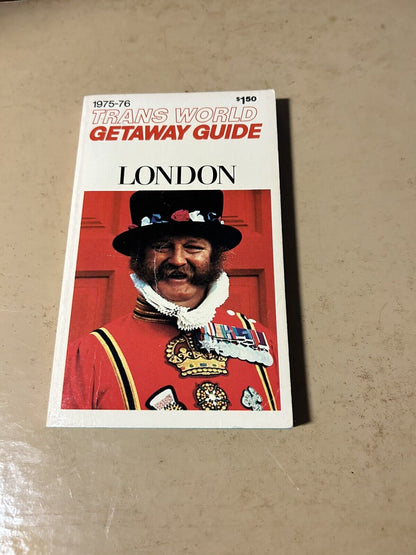 1975-76
$1.50
TRANS WORLD
GETAWAY GUIDE
LONDON